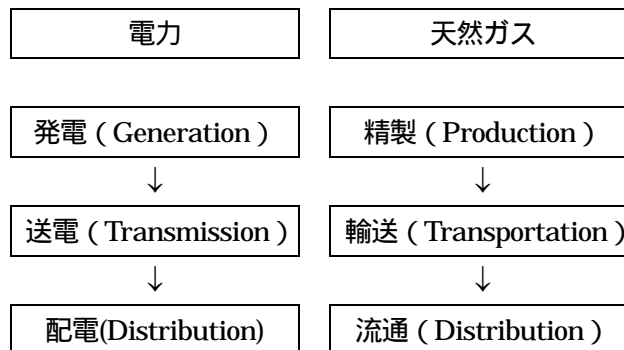 電力 天然ガス
発電 ( Generation ) 精製 ( Production )
↓ ↓
送電 ( Transmission ) 輸送 ( Transportation )
↓ ↓
配電(Distribution) 流通 ( Distribution )